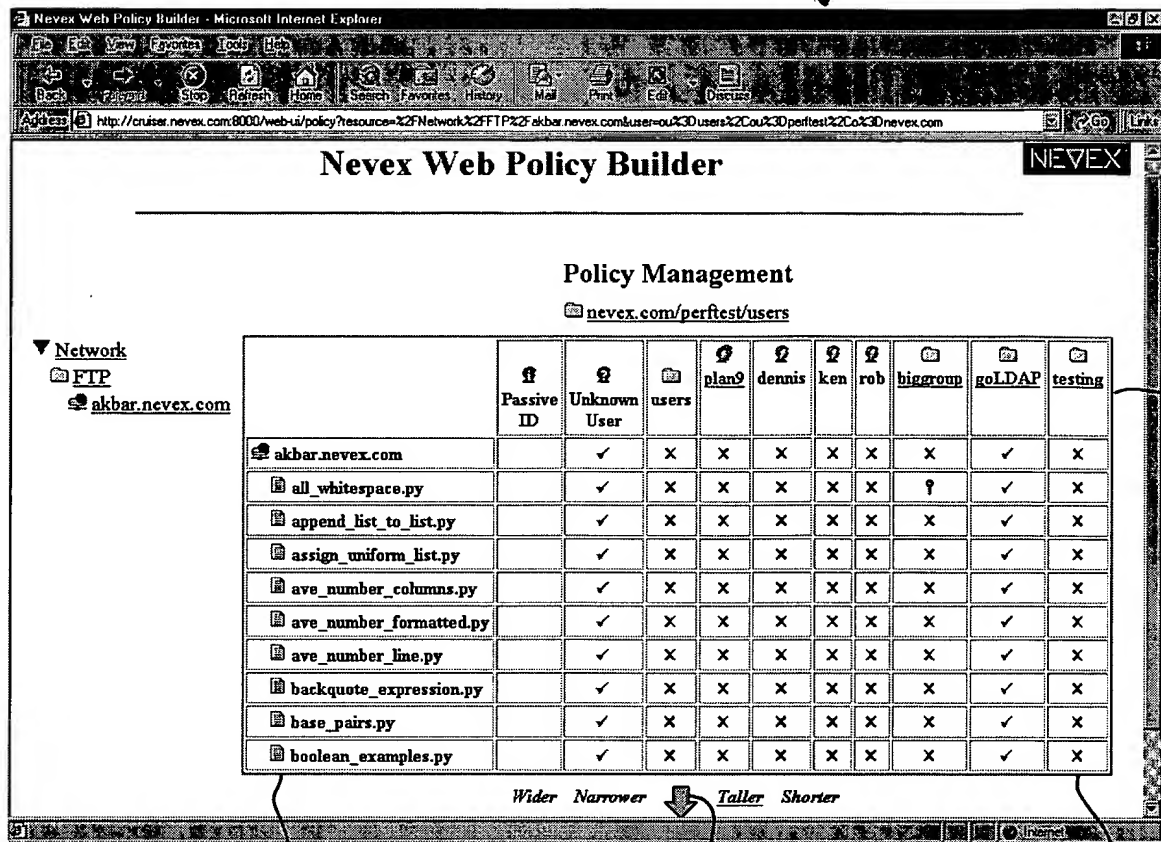 Nevex Web Policy Builder - Microsoft Internet Explorer
File Edit View Favorites Tools Help
Back Forward Stop Refresh Home Search Favorites History Mail Print Edit Discuss
Address http://cruiser.nevex.com:8000/web-ui/policy?resource=%2FNetwork%2FFTP%2Fakbar.nevex.com&user=ou%3Dusers%2Cou%3Dperftest%2Co%3Dnevex.com Go Links
Nevex Web Policy Builder
NEVEX
Policy Management
nevex.com/perftest/users
Network
FTP
akbar.nevex.com
Passive ID Unknown User users plan9 dennis ken rob biggroup goLDAP testing
akbar.nevex.com ✓ x x x x x x ✓ x
all_whitespace.py ✓ x x x x x ✓ x
append_list_to_list.py ✓ x x x x x x ✓ x
assign_uniform_list.py ✓ x x x x x x ✓ x
ave_number_columns.py ✓ x x x x x x ✓ x
ave_number_formatted.py ✓ x x x x x x ✓ x
ave_number_line.py ✓ x x x x x x ✓ x
backquote_expression.py ✓ x x x x x x ✓ x
base_pairs.py ✓ x x x x x x ✓ x
boolean_examples.py ✓ x x x x x x ✓ x
Wider Narrower Taller Shorter
Internet